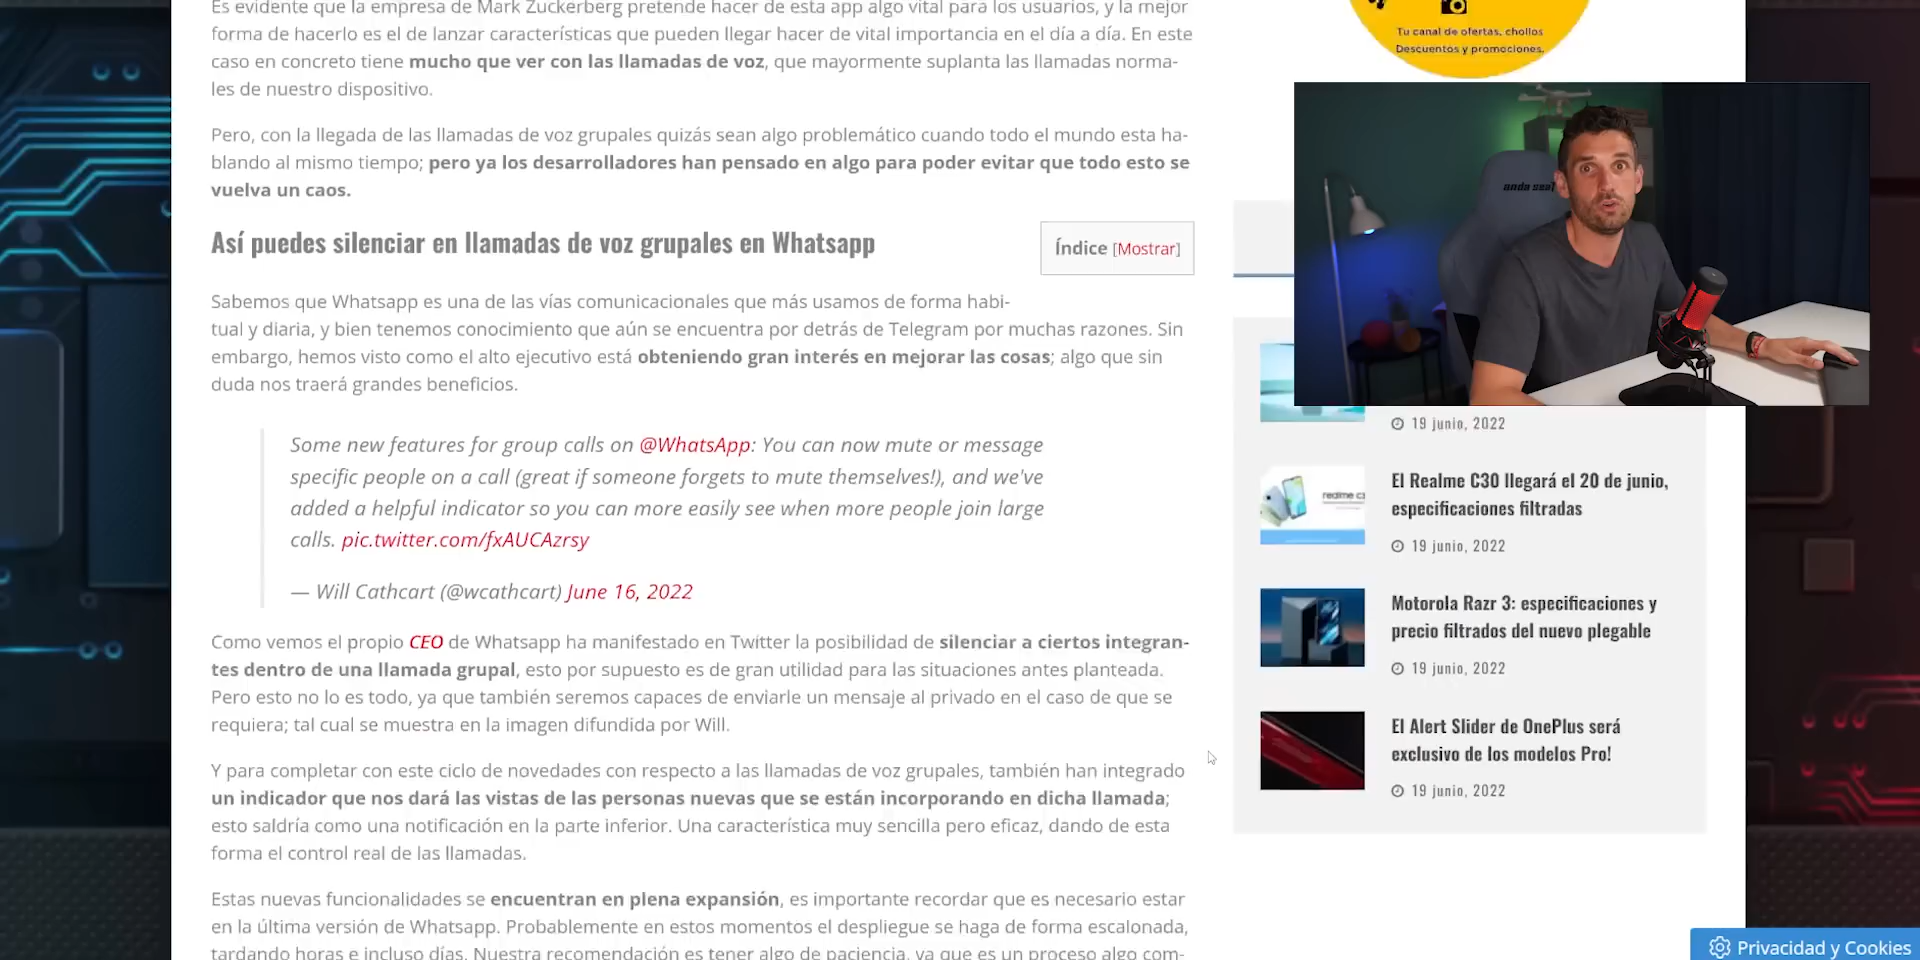 Es evidente que la empresa de Mark Zuckerberg pretende hacer de esta app algo vital para los usuarios, y la mejor
forma de hacerlo es el de lanzar características que pueden llegar hacer de vital importancia en el día a día. En este
caso en concreto tiene mucho que ver con las llamadas de voz, que mayormente suplanta las llamadas norma-
les de nuestro dispositivo.
Pero, con la llegada de las llamadas de voz grupales quizás sean algo problemático cuando todo el mundo esta ha-
blando al mismo tiempo; pero ya los desarrolladores han pensado en algo para poder evitar que todo esto se
vuelva un caos.
Así puedes silenciar en llamadas de voz grupales en Whatsapp
Índice [Mostrar]
Sabemos que Whatsapp es una de las vías comunicacionales que más usamos de forma habi-
tual y diaria, y bien tenemos conocimiento que aún se encuentra por detrás de Telegram por muchas razones. Sin
embargo, hemos visto como el alto ejecutivo está obteniendo gran interés en mejorar las cosas; algo que sin
duda nos traerá grandes beneficios.
Some new features for group calls on @WhatsApp: You can now mute or message
specific people on a call (great if someone forgets to mute themselves!), and we've
added a helpful indicator so you can more easily see when more people join large
calls. pic.twitter.com/fxAUCAzrsy
— Will Cathcart (@wcathcart) June 16, 2022
Como vemos el propio CEO de Whatsapp ha manifestado en Twitter la posibilidad de silenciar a ciertos integran-
tes dentro de una llamada grupal, esto por supuesto es de gran utilidad para las situaciones antes planteada.
Pero esto no lo es todo, ya que también seremos capaces de enviarle un mensaje al privado en el caso de que se
requiera; tal cual se muestra en la imagen difundida por Will.
Y para completar con este ciclo de novedades con respecto a las llamadas de voz grupales, también han integrado
un indicador que nos dará las vistas de las personas nuevas que se están incorporando en dicha llamada;
esto saldría como una notificación en la parte inferior. Una característica muy sencilla pero eficaz, dando de esta
forma el control real de las llamadas.
Estas nuevas funcionalidades se encuentran en plena expansión, es importante recordar que es necesario estar
en la última versión de Whatsapp. Probablemente en estos momentos el despliegue se haga de forma escalonada,
tardando horas e incluso días. Nuestra recomendación es tener algo de paciencia, ya que es un proceso algo com-
Tu canal de ofertas, chollos
Descuentos y promociones.
anda seat
19 junio, 2022
realme
El Realme C30 llegará el 20 de junio,
especificaciones filtradas
19 junio, 2022
Motorola Razr 3: especificaciones y
precio filtrados del nuevo plegable
19 junio, 2022
El Alert Slider de OnePlus será
exclusivo de los modelos Pro!
19 junio, 2022
Privacidad y Cookies